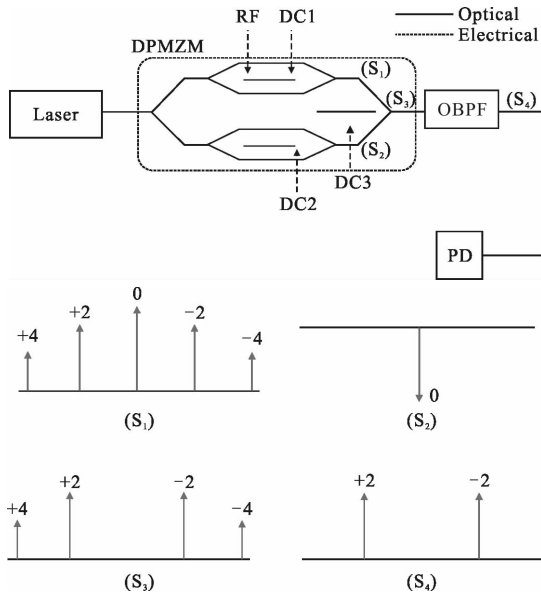 RF DC1
Optical
Electrical
DPMZM
(S₁)
(S₃)
(S₄)
Laser
OBPF
(S₂)
DC2
DC3
PD
+4 +2 0 −2 −4
(S₁)
0
(S₂)
+4 +2 −2 −4
(S₃)
+2 −2
(S₄)